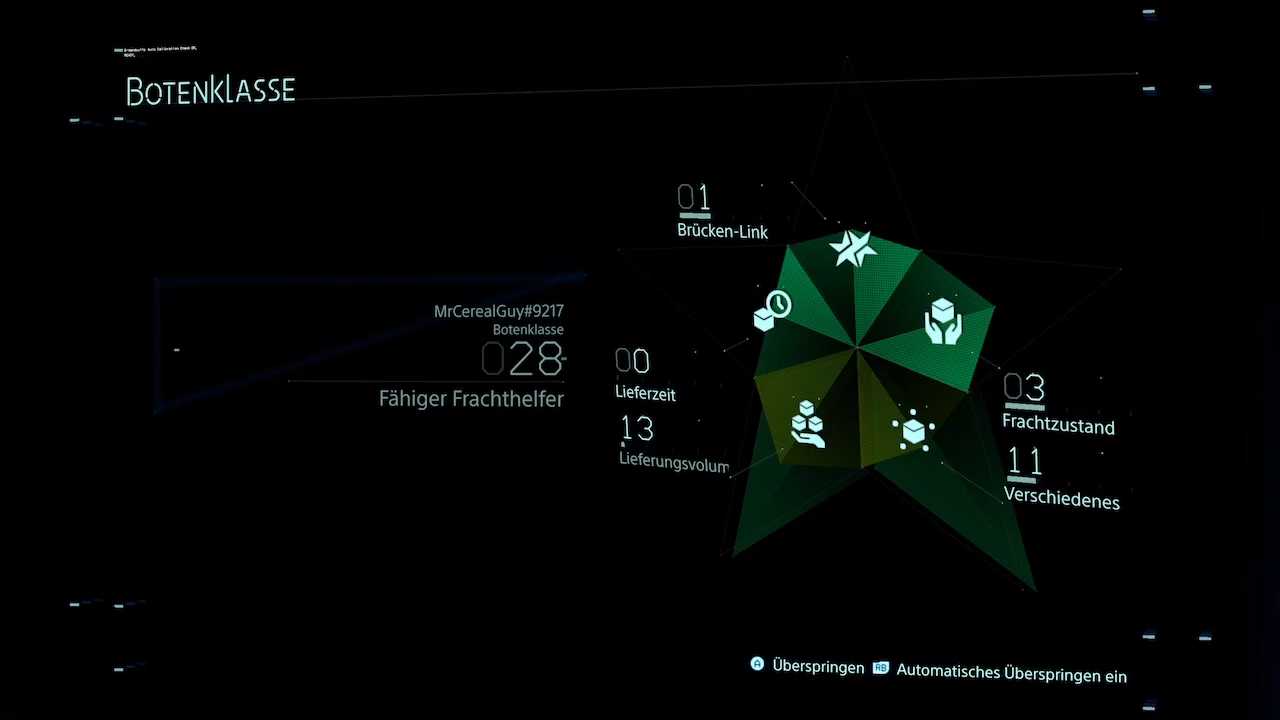 BOTENKLASSE
01
Brücken-Link
MrCerealGuy#9217
Botenklasse
028
Fähiger Frachthelfer
00
Lieferzeit
13
Lieferungsvolum
03
Frachtzustand
11
Verschiedenes
A Überspringen RB Automatisches Überspringen ein